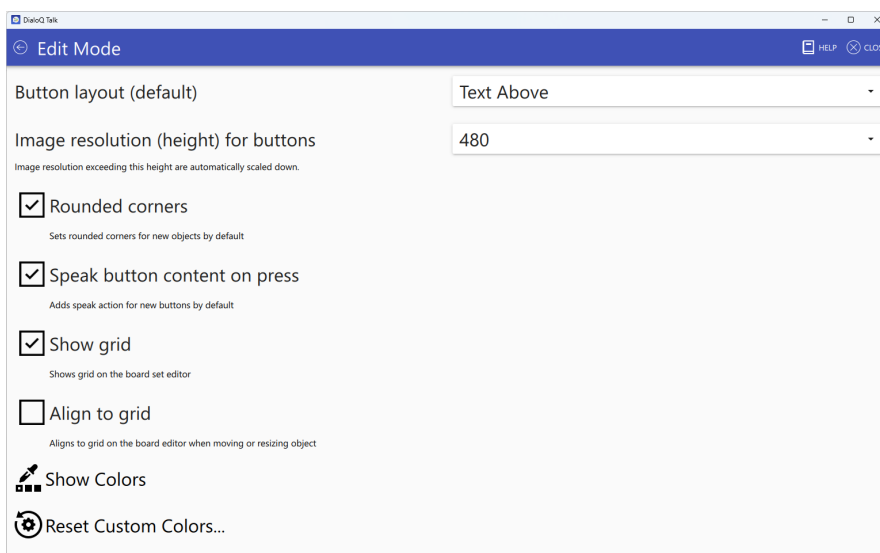 DialoQ Talk
Edit Mode
HELP
CLOS
Button layout (default)
Text Above
Image resolution (height) for buttons
480
Image resolution exceeding this height are automatically scaled down.
Rounded corners
Sets rounded corners for new objects by default
Speak button content on press
Adds speak action for new buttons by default
Show grid
Shows grid on the board set editor
Align to grid
Aligns to grid on the board editor when moving or resizing object
Show Colors
Reset Custom Colors...